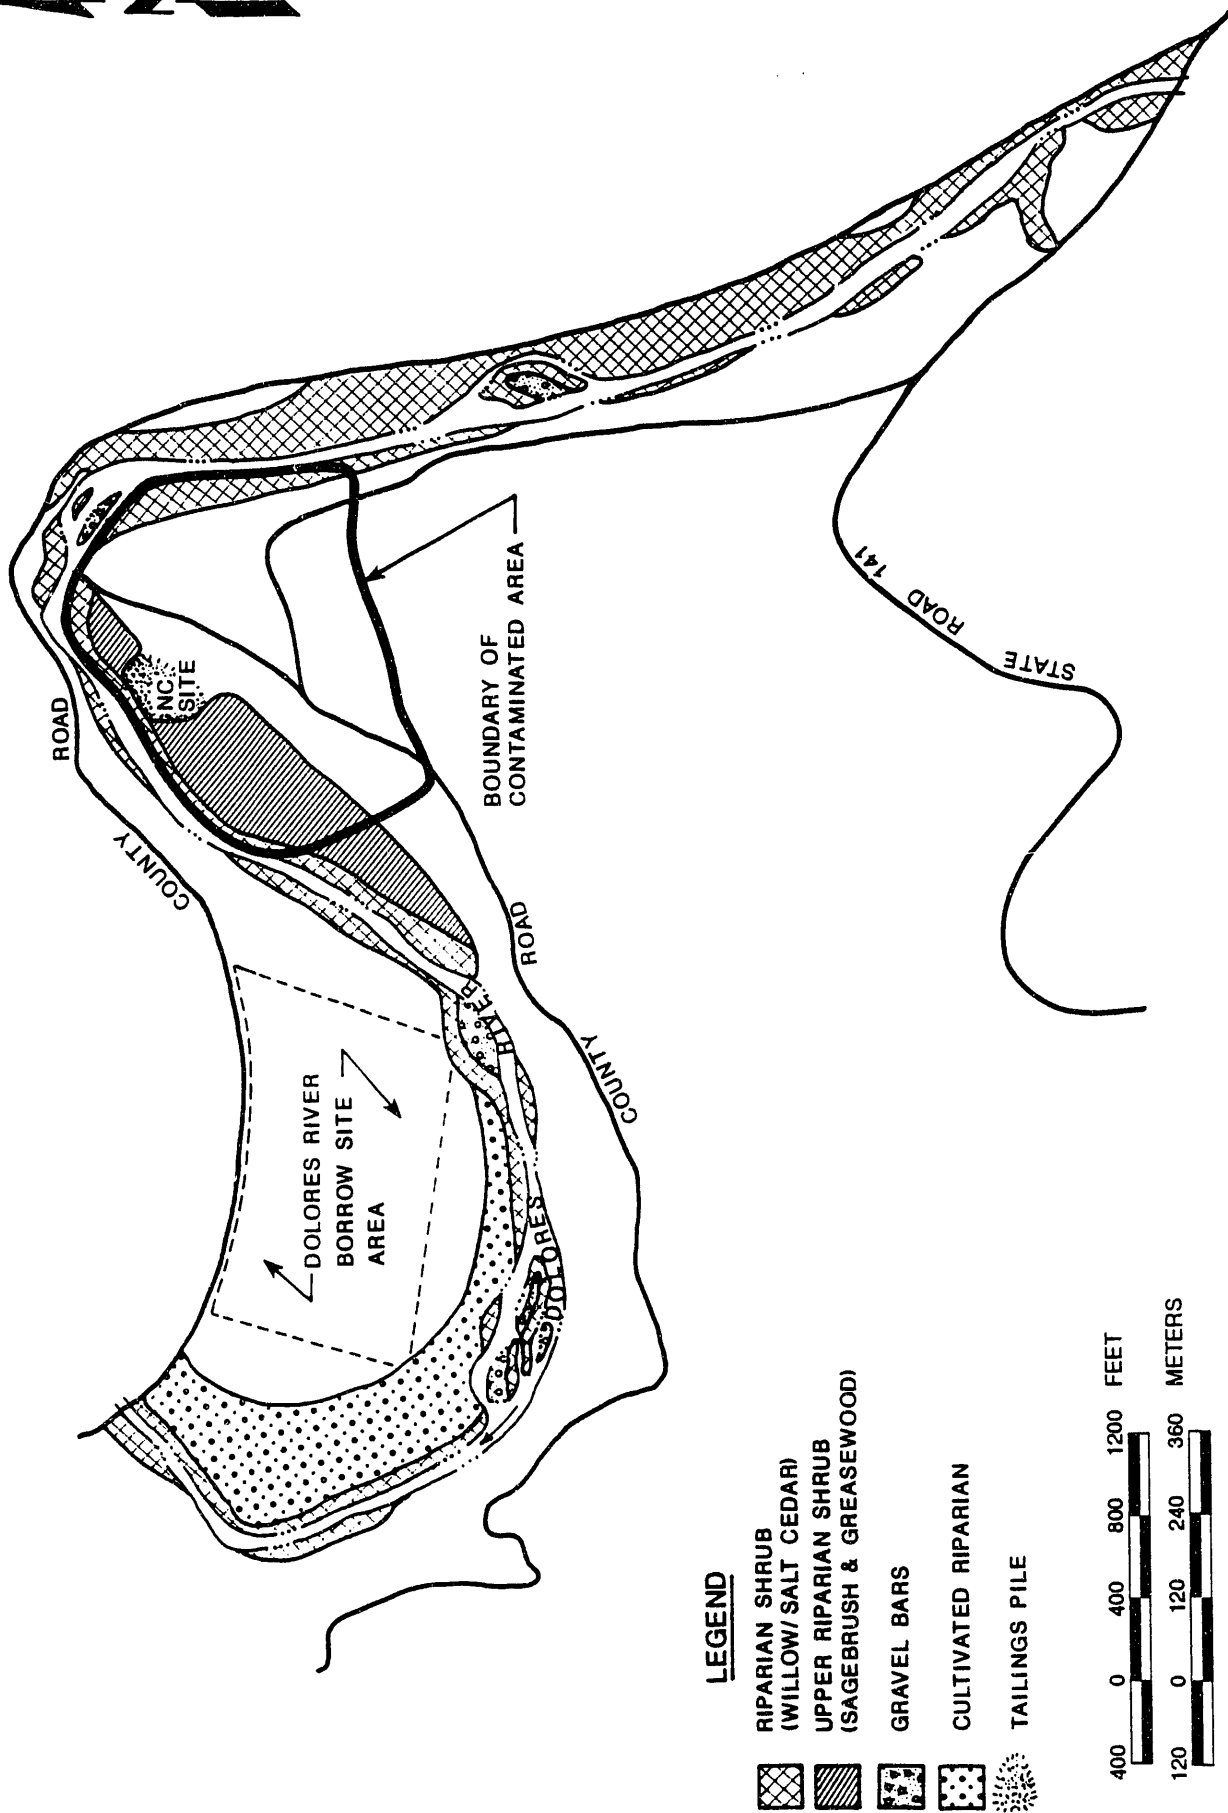 ROAD
COUNTY
NC
SITE
BOUNDARY OF
CONTAMINATED AREA
DOLORES RIVER
BORROW SITE
AREA
DOLORES RIVER
ROAD
COUNTY
STATE ROAD 141
LEGEND
RIPARIAN SHRUB
(WILLOW/SALT CEDAR)
UPPER RIPARIAN SHRUB
(SAGEBRUSH & GREASEWOOD)
GRAVEL BARS
CULTIVATED RIPARIAN
TAILINGS PILE
400 0 400 800 1200 FEET
120 0 120 240 360 METERS